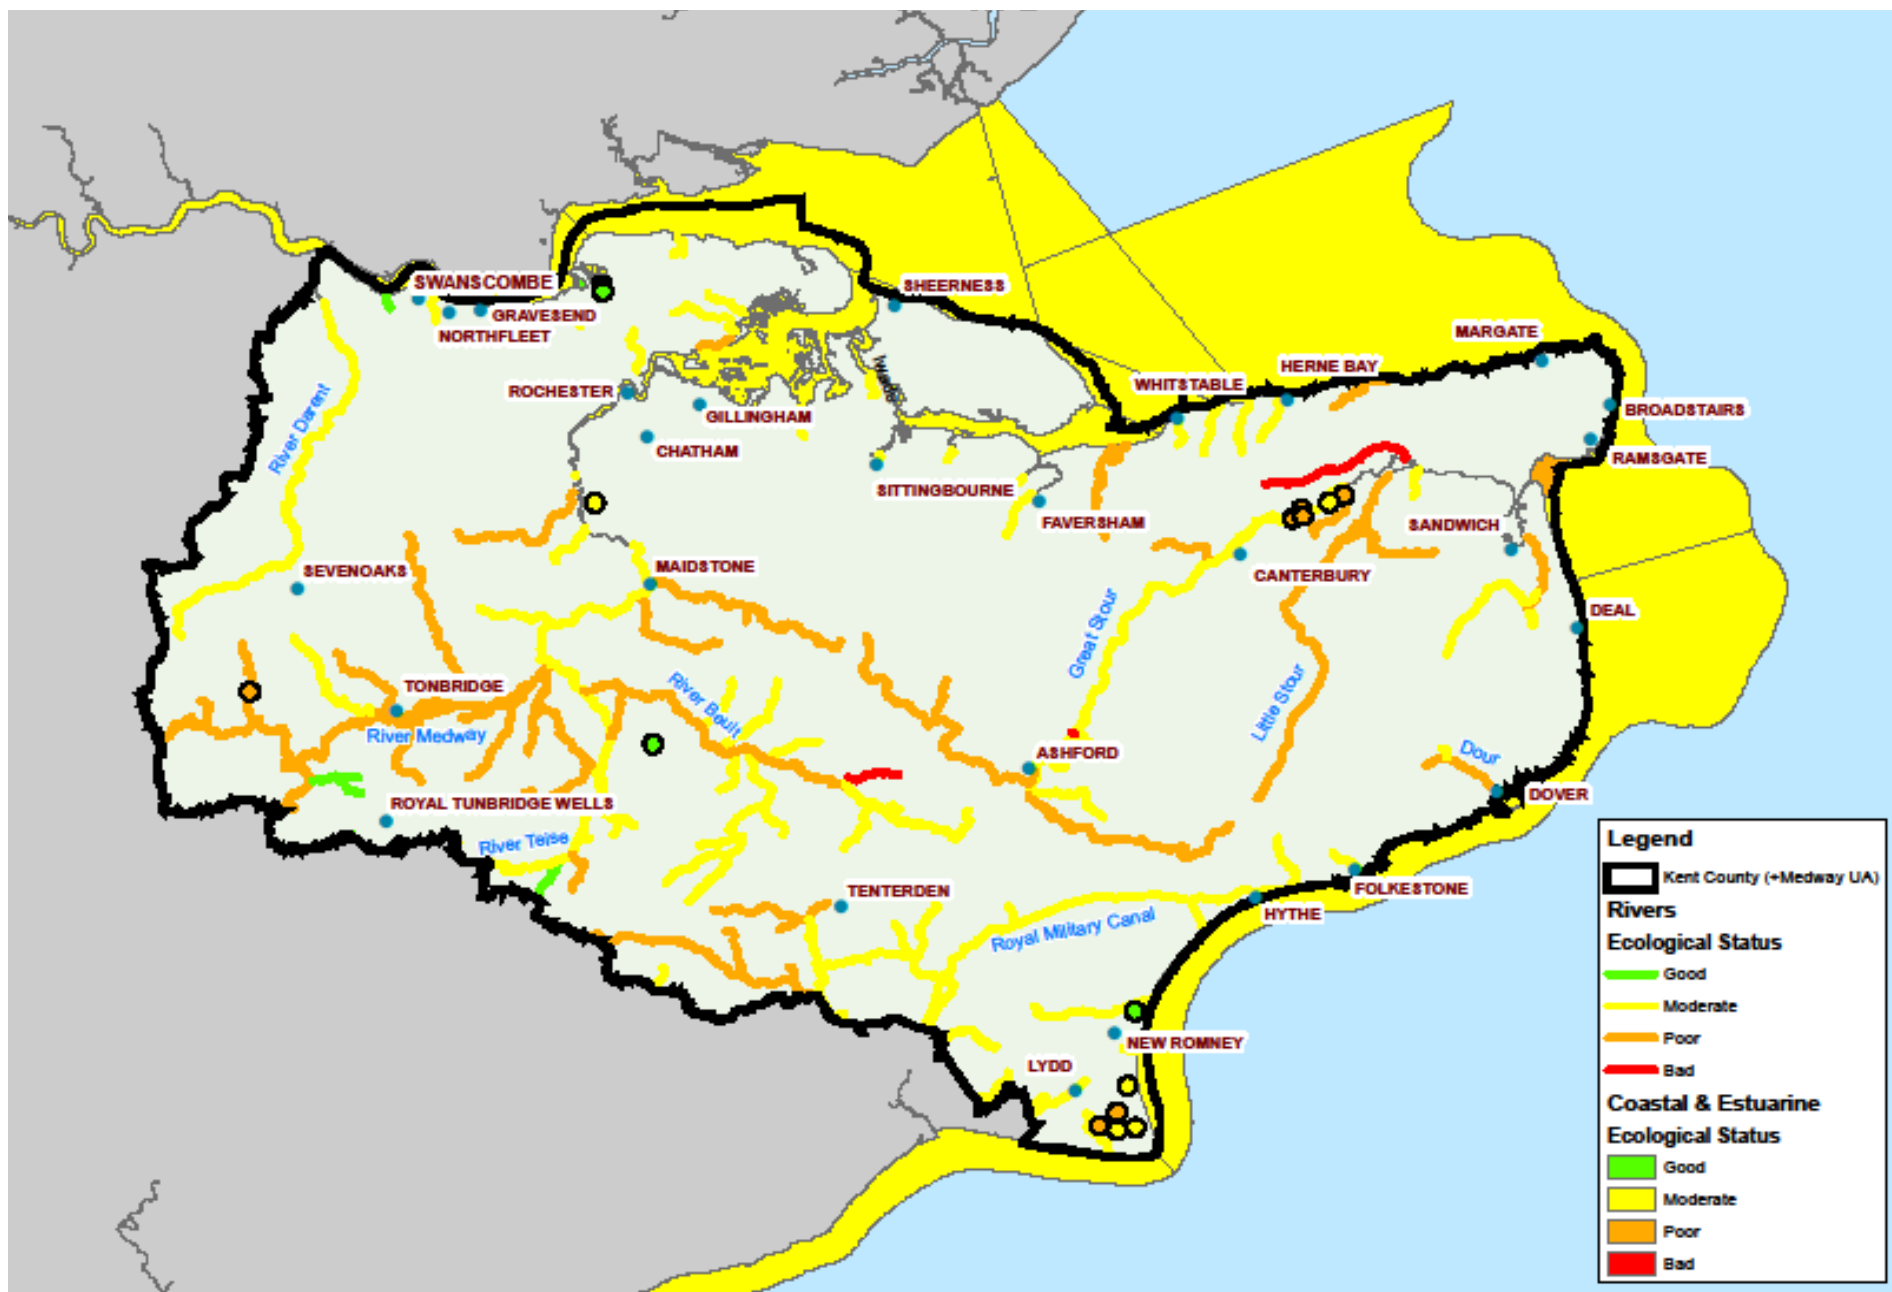 SWANSCOMBE
GRAVESEND
NORTHFLEET
SHEERNESS
MARGATE
HERNE BAY
WHITSTABLE
BROADSTAIRS
RAMSGATE
ROCHESTER
GILLINGHAM
CHATHAM
SITTINGBOURNE
FAVERSHAM
SANDWICH
River Darent
SEVENOAKS
MAIDSTONE
CANTERBURY
DEAL
Great Stour
Little Stour
TONBRIDGE
River Medway
River Beult
ASHFORD
Dour
DOVER
ROYAL TUNBRIDGE WELLS
River Teise
TENTERDEN
FOLKESTONE
HYTHE
Royal Military Canal
NEW ROMNEY
LYDD
Legend
Kent County (+Medway UA)
Rivers
Ecological Status
Good
Moderate
Poor
Bad
Coastal & Estuarine
Ecological Status
Good
Moderate
Poor
Bad